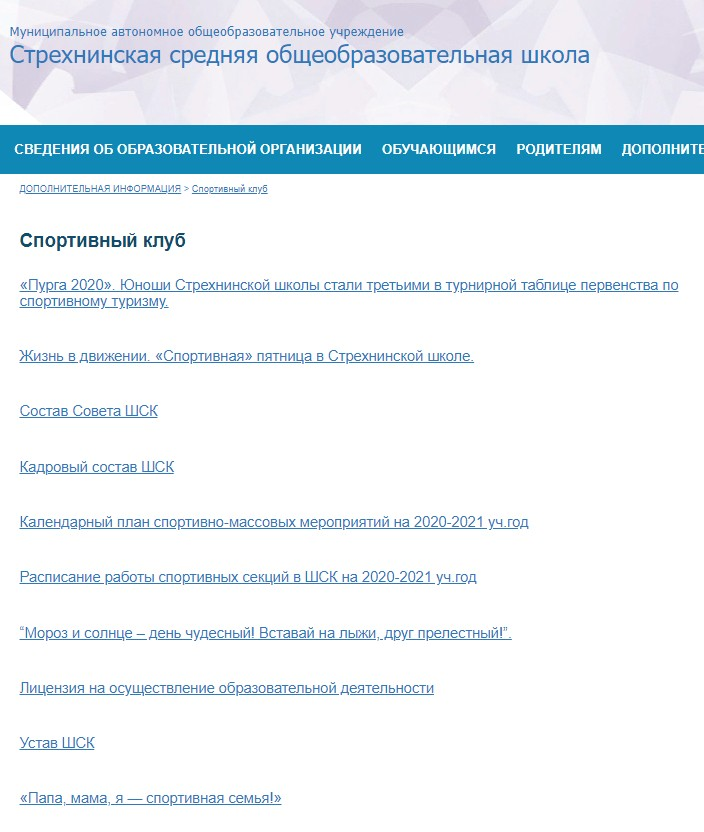 Муниципальное автономное общеобразовательное учреждение
Стрехнинская средняя общеобразовательная школа
СВЕДЕНИЯ ОБ ОБРАЗОВАТЕЛЬНОЙ ОРГАНИЗАЦИИ ОБУЧАЮЩИМСЯ РОДИТЕЛЯМ ДОПОЛНИТЕ
ДОПОЛНИТЕЛЬНАЯ ИНФОРМАЦИЯ > Спортивный клуб
Спортивный клуб
«Пурга 2020». Юноши Стрехнинской школы стали третьими в турнирной таблице первенства по
спортивному туризму.
Жизнь в движении. «Спортивная» пятница в Стрехнинской школе.
Состав Совета ШСК
Кадровый состав ШСК
Календарный план спортивно-массовых мероприятий на 2020-2021 уч.год
Расписание работы спортивных секций в ШСК на 2020-2021 уч.год
“Мороз и солнце – день чудесный! Вставай на лыжи, друг прелестный!”.
Лицензия на осуществление образовательной деятельности
Устав ШСК
«Папа, мама, я — спортивная семья!»